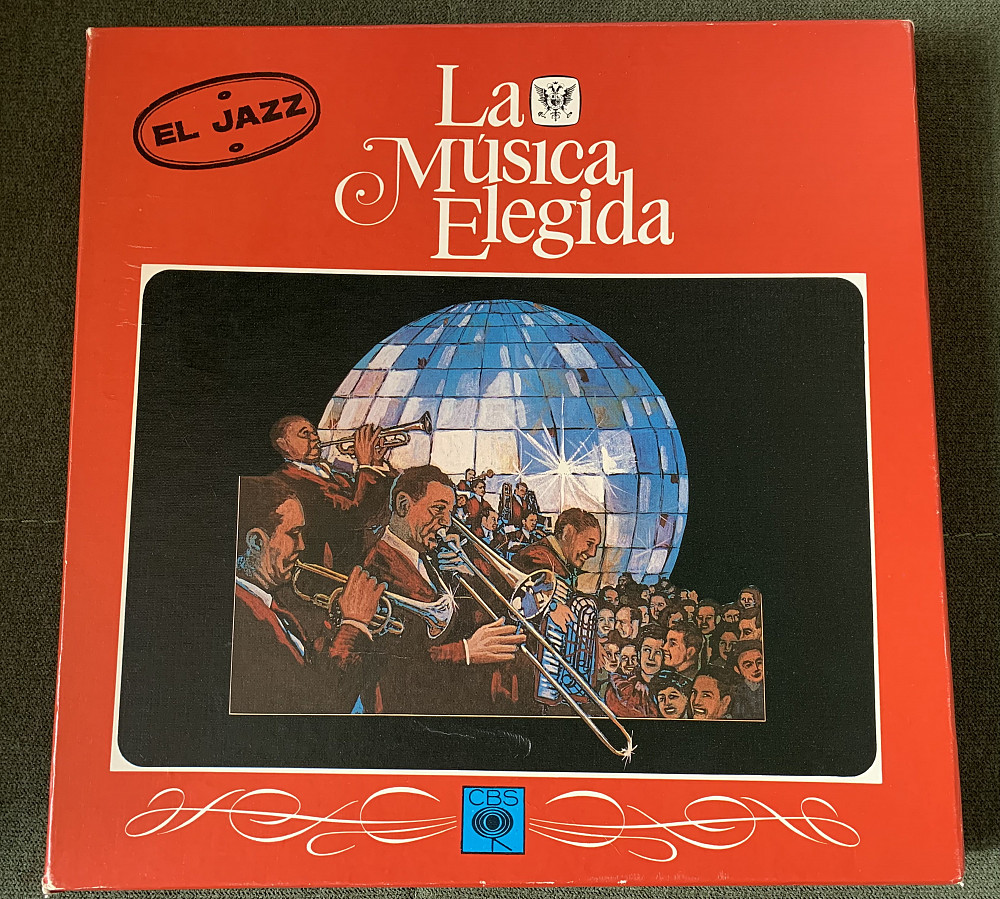 EL JAZZ
La
Música
Elegida
CBS